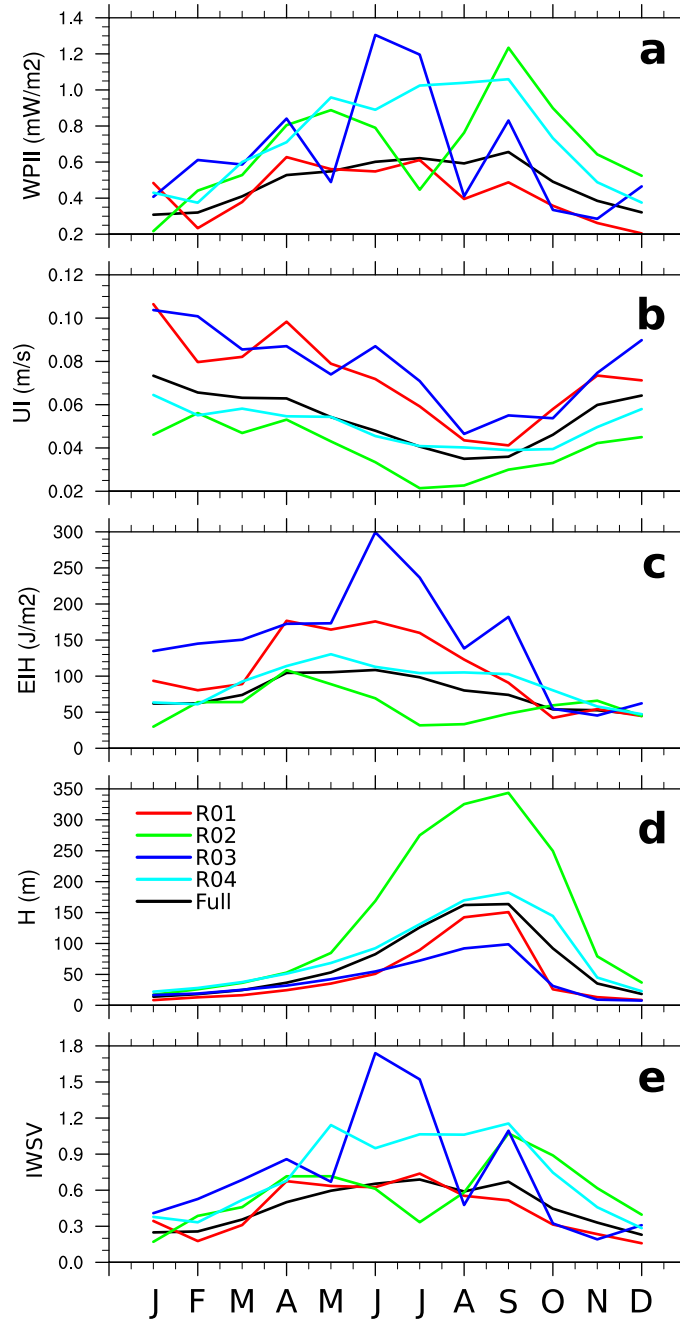 1.4
1.2
1.0
0.8
0.6
0.4
0.2
WPII (mW/m2)
a
0.12
0.10
0.08
0.06
0.04
0.02
UI (m/s)
b
300
250
200
150
100
50
0
EIH (J/m2)
c
350
300
250
200
150
100
50
0
H (m)
d
R01
R02
R03
R04
Full
1.8
1.5
1.2
0.9
0.6
0.3
0.0
IWSV
e
J F M A M J J A S O N D